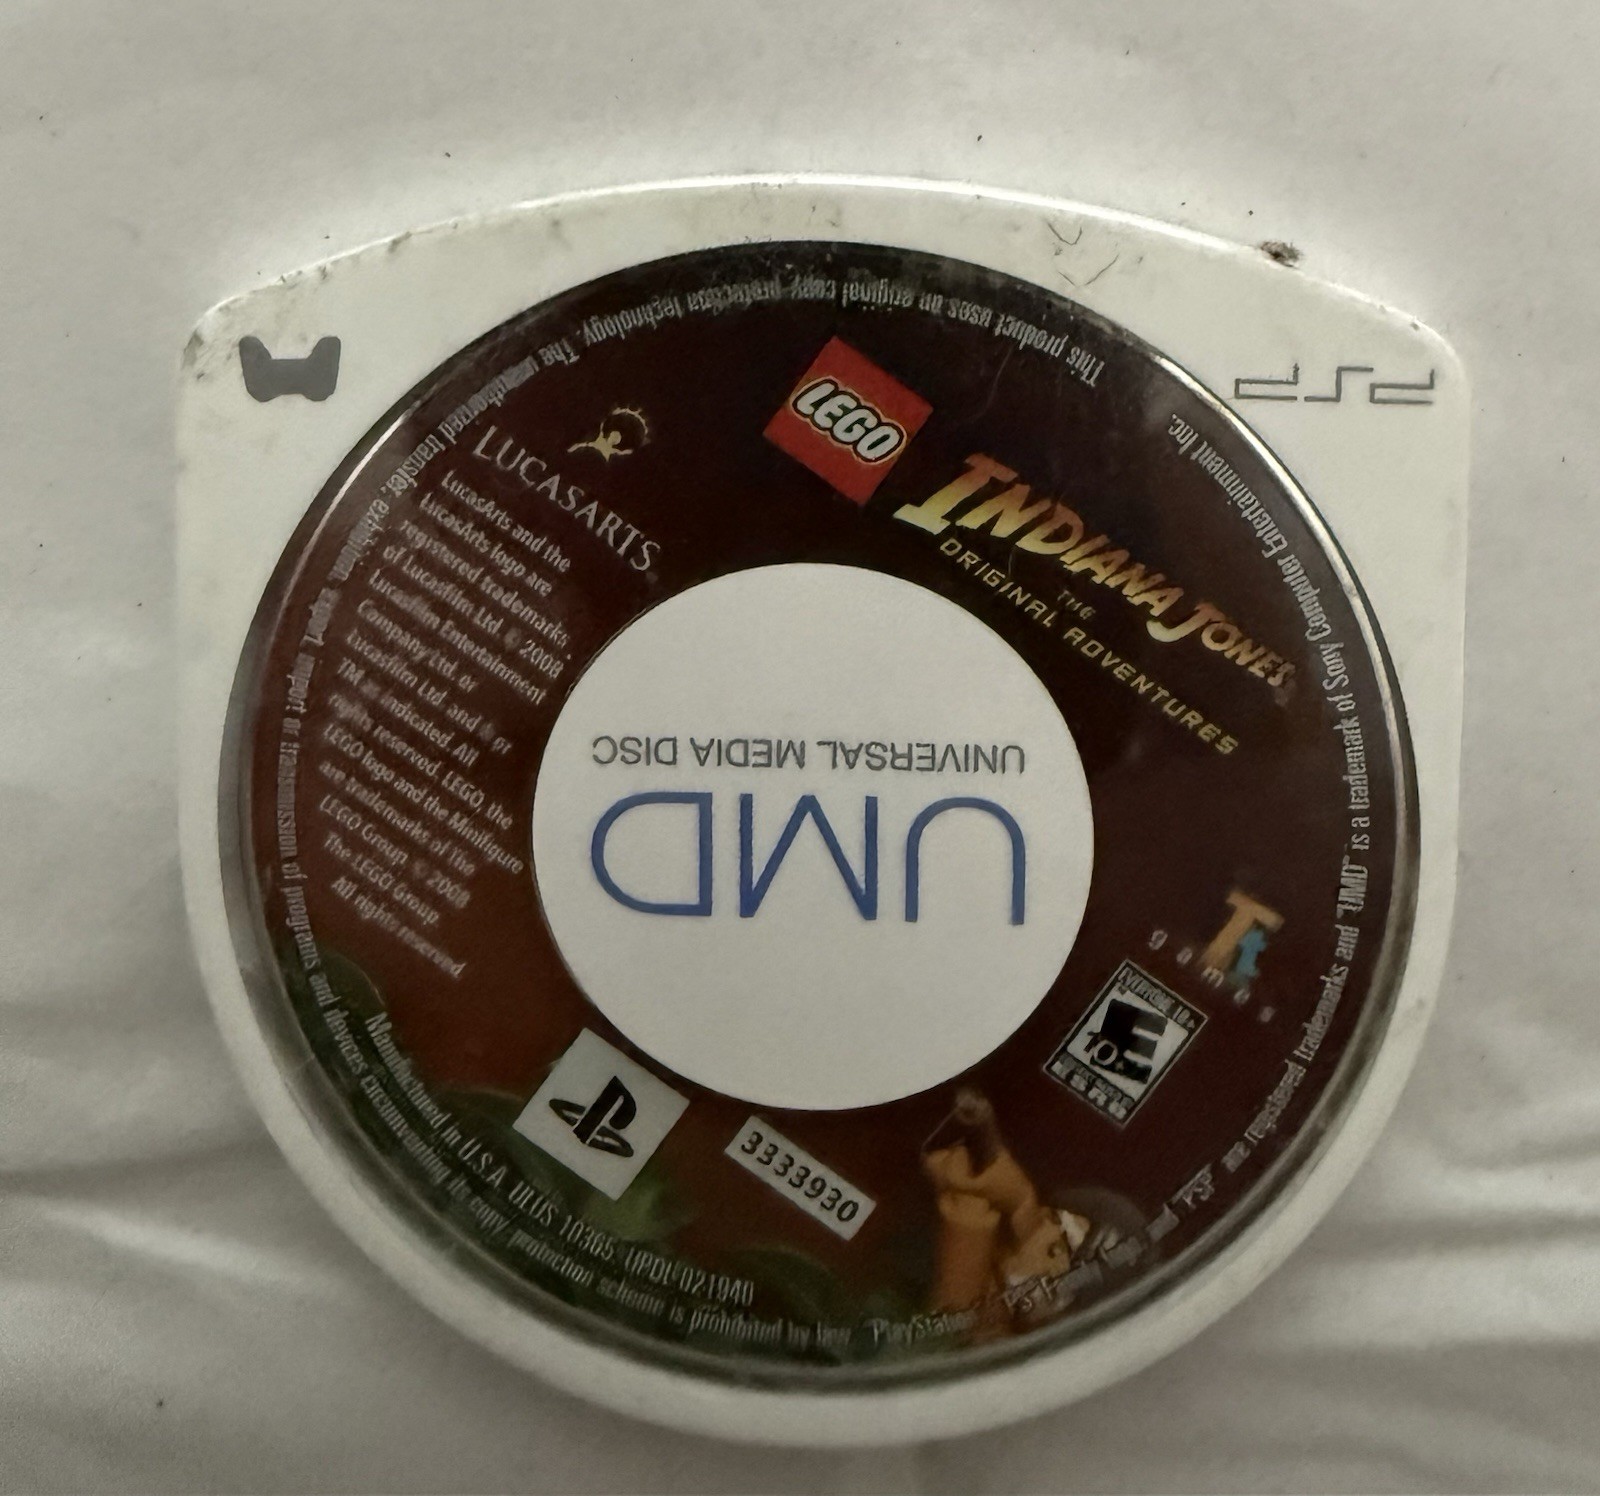 PSP
LEGO
INDIANA JONES
THE
ORIGINAL ADVENTURES
LUCASARTS
LucasArts and the
LucasArts logo are
registered trademarks
of Lucasfilm Ltd. © 2008
Lucasfilm Entertainment
Company Ltd. or
Lucasfilm Ltd. and ® or
TM as indicated. All
rights reserved. LEGO, the
LEGO logo and the Minifigure
are trademarks of The
LEGO Group. © 2008
The LEGO Group.
All rights reserved.
UNIVERSAL MEDIA DISC
UMD
Tt
games
EVERYONE 10+
E
10+
ESRB
3333930
Manufactured in U.S.A. ULUS 10365 UPDL-021940
This product uses an original copy protection technology. The unauthorized transfer, exhibition, export, import or transmission of programs and devices circumventing its copy protection scheme is prohibited by law. "PlayStation", "PS" Family logo and "PSP" are registered trademarks and "UMD" is a trademark of Sony Computer Entertainment Inc.